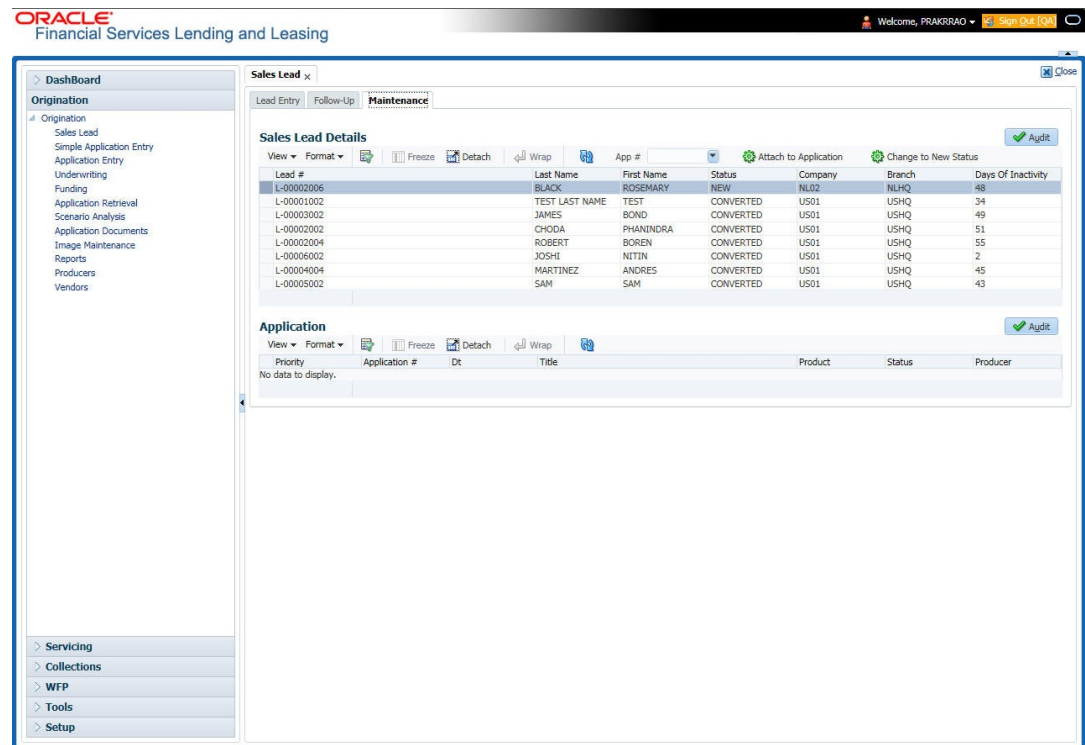 ORACLE
Financial Services Lending and Leasing
Welcome, PRAKRRAO
Sign Out [QA]
DashBoard
Origination
Origination
Sales Lead
Simple Application Entry
Application Entry
Underwriting
Funding
Application Retrieval
Scenario Analysis
Application Documents
Image Maintenance
Reports
Producers
Vendors
Servicing
Collections
WFP
Tools
Setup
Sales Lead x
Close
Lead Entry Follow-Up Maintenance
Sales Lead Details
Audit
View Format Freeze Detach Wrap App # Attach to Application Change to New Status
Lead # Last Name First Name Status Company Branch Days Of Inactivity
L-00002006 BLACK ROSEMARY NEW NL02 NLHQ 48
L-00001002 TEST LAST NAME TEST CONVERTED US01 USHQ 34
L-00003002 JAMES BOND CONVERTED US01 USHQ 49
L-00002002 CHODA PHANINDRA CONVERTED US01 USHQ 51
L-00002004 ROBERT BOREN CONVERTED US01 USHQ 55
L-00006002 JOSHI NITIN CONVERTED US01 USHQ 2
L-00004004 MARTINEZ ANDRES CONVERTED US01 USHQ 45
L-00005002 SAM SAM CONVERTED US01 USHQ 43
Application
Audit
View Format Freeze Detach Wrap
Priority Application # Dt Title Product Status Producer
No data to display.